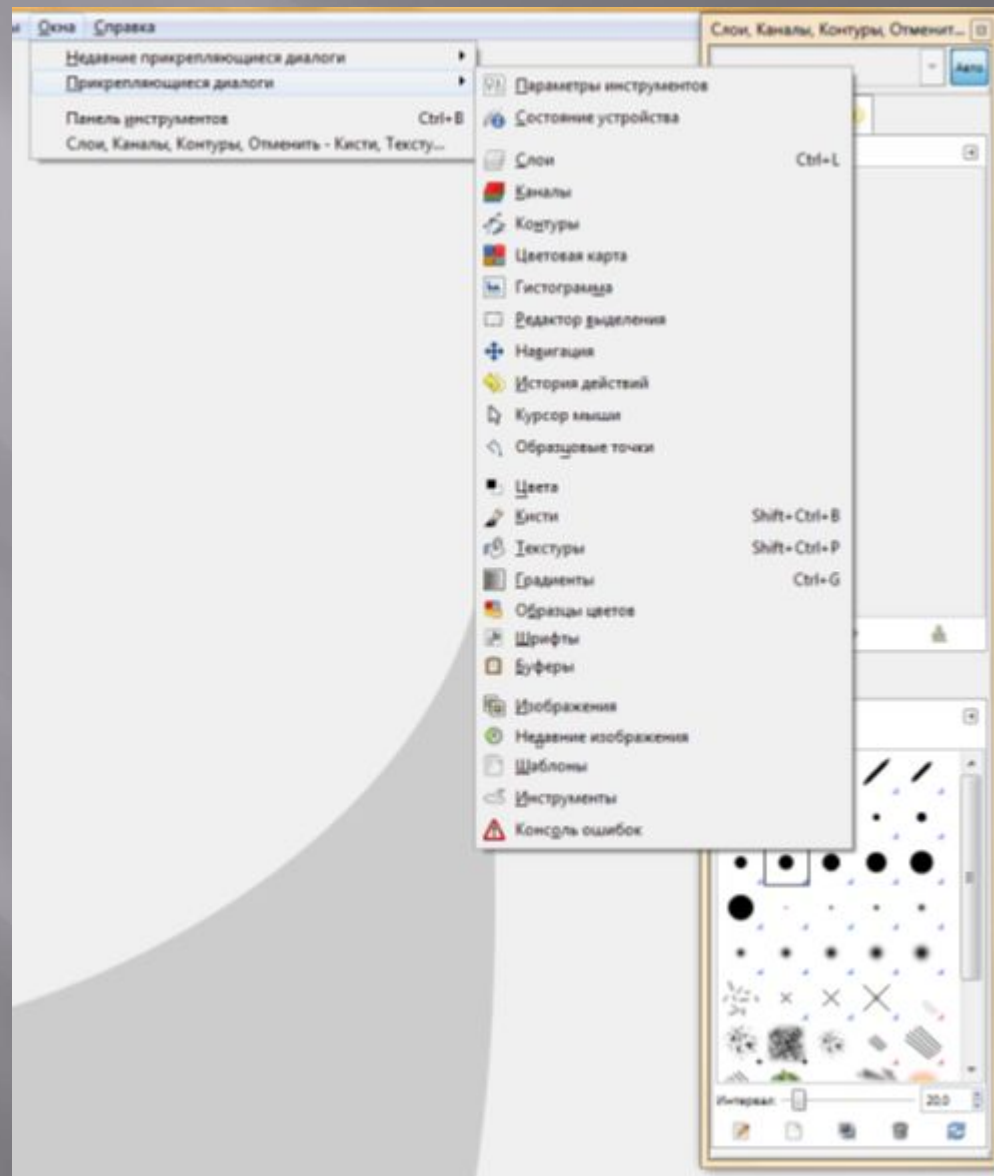 Окна Справка
Слои, Каналы, Контуры, Отменит...
Недавние прикрепляющиеся диалоги
Прикрепляющиеся диалоги
Авто
Панель инструментов Ctrl+B
Слои, Каналы, Контуры, Отменить - Кисти, Тексту...
Параметры инструментов
Состояние устройства
Слои Ctrl+L
Каналы
Контуры
Цветовая карта
Гистограмма
Редактор выделения
Навигация
История действий
Курсор мыши
Образцовые точки
Цвета
Кисти Shift+Ctrl+B
Текстуры Shift+Ctrl+P
Градиенты Ctrl+G
Образцы цветов
Шрифты
Буферы
Изображения
Недавние изображения
Шаблоны
Инструменты
Консоль ошибок
Интервал: 20,0